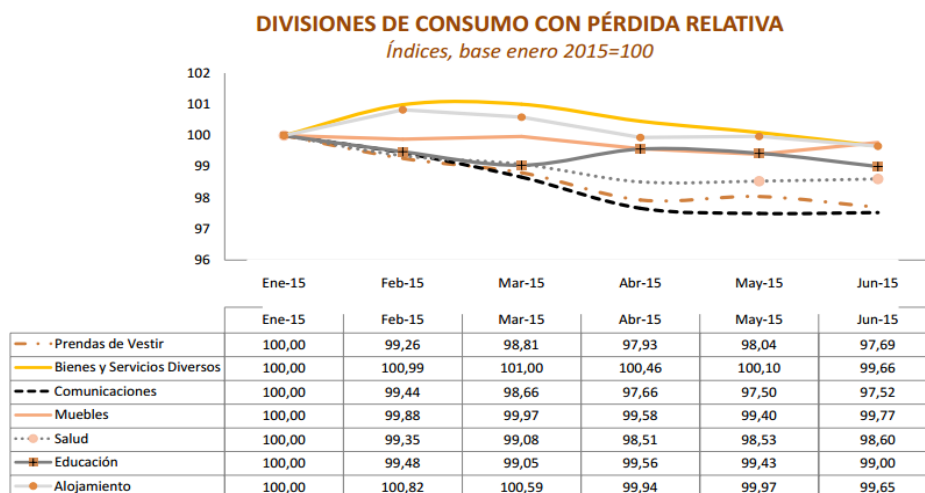 DIVISIONES DE CONSUMO CON PÉRDIDA RELATIVA
Índices, base enero 2015=100
102
101
100
99
98
97
96
Ene-15 Feb-15 Mar-15 Abr-15 May-15 Jun-15
Ene-15 Feb-15 Mar-15 Abr-15 May-15 Jun-15
Prendas de Vestir 100,00 99,26 98,81 97,93 98,04 97,69
Bienes y Servicios Diversos 100,00 100,99 101,00 100,46 100,10 99,66
Comunicaciones 100,00 99,44 98,66 97,66 97,50 97,52
Muebles 100,00 99,88 99,97 99,58 99,40 99,77
Salud 100,00 99,35 99,08 98,51 98,53 98,60
Educación 100,00 99,48 99,05 99,56 99,43 99,00
Alojamiento 100,00 100,82 100,59 99,94 99,97 99,65